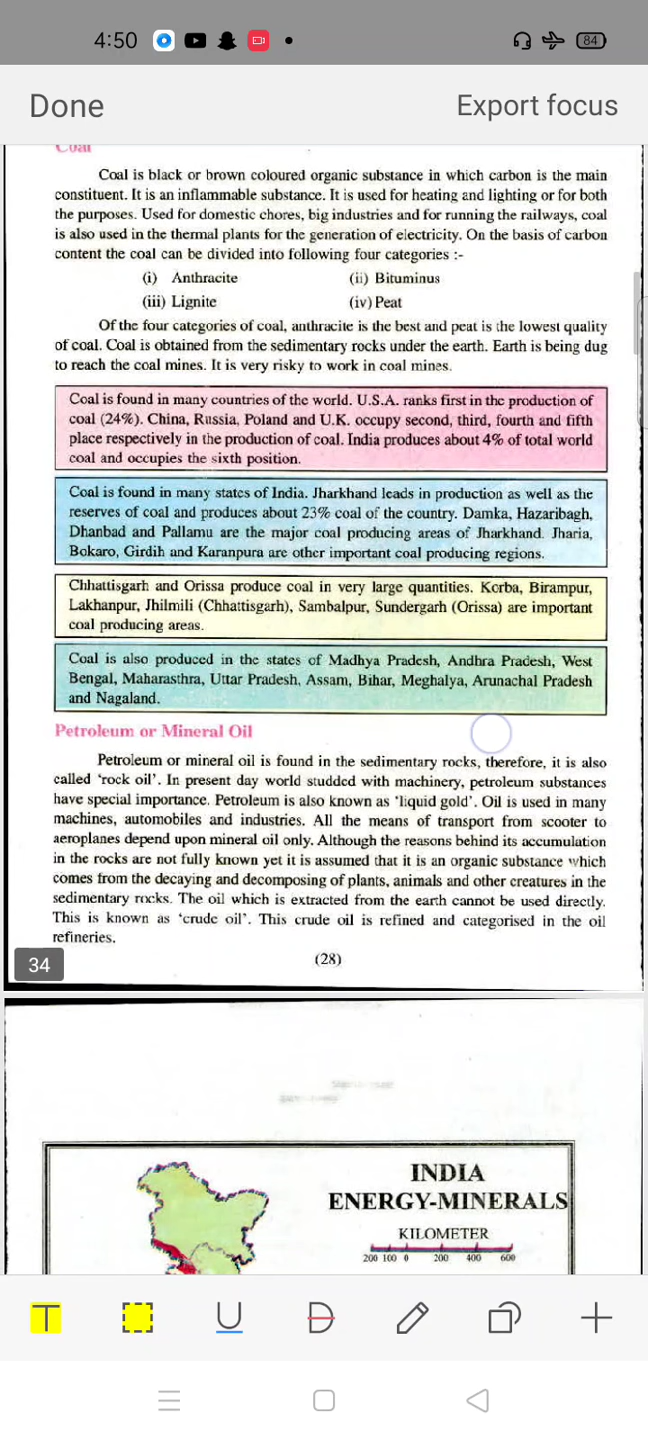 4:50
84
Done
Export focus
Coal
Coal is black or brown coloured organic substance in which carbon is the main
constituent. It is an inflammable substance. It is used for heating and lighting or for both
the purposes. Used for domestic chores, big industries and for running the railways, coal
is also used in the thermal plants for the generation of electricity. On the basis of carbon
content the coal can be divided into following four categories :-
(i) Anthracite (ii) Bituminus
(iii) Lignite (iv) Peat
Of the four categories of coal, anthracite is the best and peat is the lowest quality
of coal. Coal is obtained from the sedimentary rocks under the earth. Earth is being dug
to reach the coal mines. It is very risky to work in coal mines.
Coal is found in many countries of the world. U.S.A. ranks first in the production of
coal (24%). China, Russia, Poland and U.K. occupy second, third, fourth and fifth
place respectively in the production of coal. India produces about 4% of total world
coal and occupies the sixth position.
Coal is found in many states of India. Jharkhand leads in production as well as the
reserves of coal and produces about 23% coal of the country. Damka, Hazaribagh,
Dhanbad and Pallamu are the major coal producing areas of Jharkhand. Jharia,
Bokaro, Girdih and Karanpura are other important coal producing regions.
Chhattisgarh and Orissa produce coal in very large quantities. Korba, Birampur,
Lakhanpur, Jhilmili (Chhattisgarh), Sambalpur, Sundergarh (Orissa) are important
coal producing areas.
Coal is also produced in the states of Madhya Pradesh, Andhra Pradesh, West
Bengal, Maharasthra, Uttar Pradesh, Assam, Bihar, Meghalya, Arunachal Pradesh
and Nagaland.
Petroleum or Mineral Oil
Petroleum or mineral oil is found in the sedimentary rocks, therefore, it is also
called 'rock oil'. In present day world studded with machinery, petroleum substances
have special importance. Petroleum is also known as 'liquid gold'. Oil is used in many
machines, automobiles and industries. All the means of transport from scooter to
aeroplanes depend upon mineral oil only. Although the reasons behind its accumulation
in the rocks are not fully known yet it is assumed that it is an organic substance which
comes from the decaying and decomposing of plants, animals and other creatures in the
sedimentary rocks. The oil which is extracted from the earth cannot be used directly.
This is known as 'crude oil'. This crude oil is refined and categorised in the oil
refineries.
34
(28)
INDIA
ENERGY-MINERALS
KILOMETER
200 100 0 200 400 600